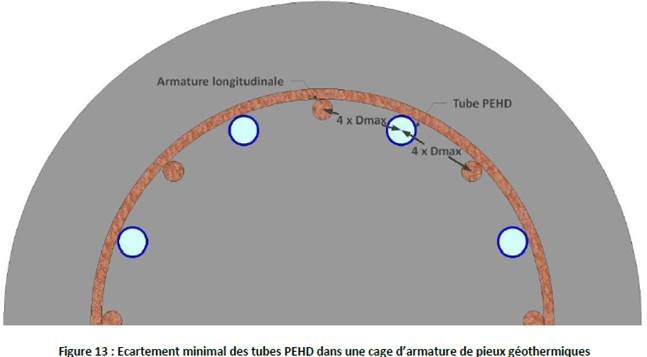 Armature longitudinale
Tube PEHD
4 x Dmax
4 x Dmax
Figure 13 : Ecartement minimal des tubes PEHD dans une cage d’armature de pieux géothermiques